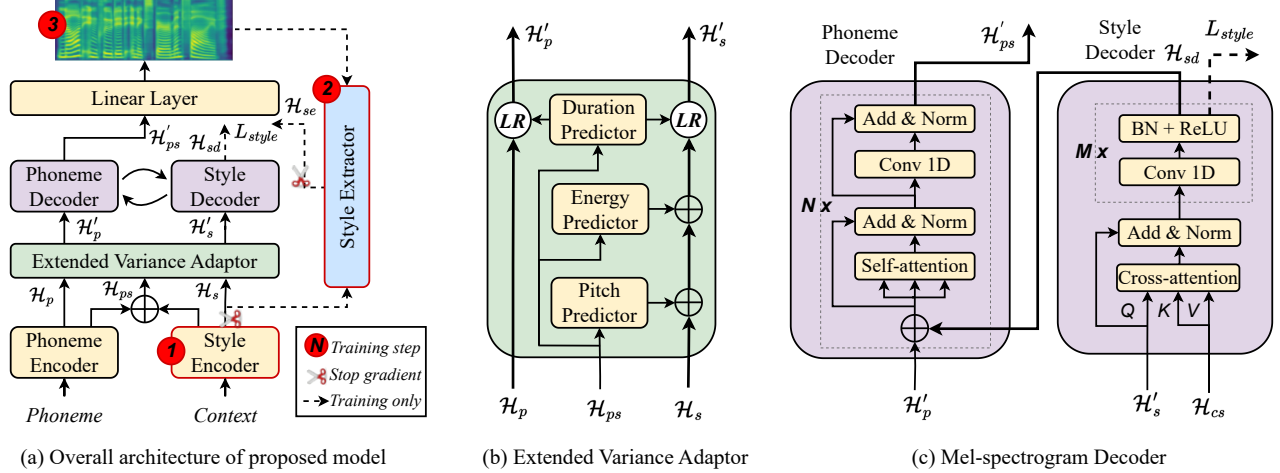 3
Linear Layer
H'ps
Hsd
Lstyle
Hse
2
Style Extractor
Phoneme
Decoder
Style
Decoder
H'p
H's
Extended Variance Adaptor
Hp
Hps
Hs
Phoneme
Encoder
1
Style
Encoder
Phoneme
Context
N Training step
Stop gradient
Training only
(a) Overall architecture of proposed model
H'p
H's
LR
Duration
Predictor
LR
Energy
Predictor
Pitch
Predictor
Hp
Hps
Hs
(b) Extended Variance Adaptor
Phoneme
Decoder
H'ps
Add & Norm
Conv 1D
N x
Add & Norm
Self-attention
H'p
Style
Decoder
Hsd
Lstyle
BN + ReLU
M x
Conv 1D
Add & Norm
Cross-attention
Q
K
V
H's
Hcs
(c) Mel-spectrogram Decoder